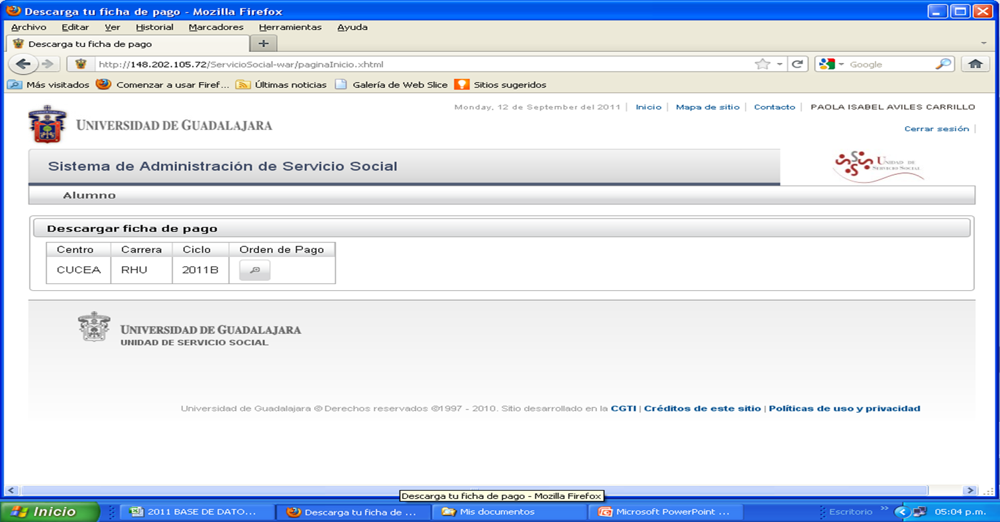 Descarga tu ficha de pago - Mozilla Firefox
Archivo Editar Ver Historial Marcadores Herramientas Ayuda
Descarga tu ficha de pago +
http://148.202.105.72/ServicioSocial-war/paginaInicio.xhtml Google
Más visitados Comenzar a usar Firef... Últimas noticias Galería de Web Slice Sitios sugeridos
Monday, 12 de September del 2011 | Inicio | Mapa de sitio | Contacto | PAOLA ISABEL AVILES CARRILLO
UNIVERSIDAD DE GUADALAJARA
Cerrar sesión |
Sistema de Administración de Servicio Social
UNIDAD DE
SERVICIO SOCIAL
Alumno
Descargar ficha de pago
Centro Carrera Ciclo Orden de Pago
CUCEA RHU 2011B
UNIVERSIDAD DE GUADALAJARA
UNIDAD DE SERVICIO SOCIAL
Universidad de Guadalajara © Derechos reservados ©1997 - 2010. Sitio desarrollado en la CGTI | Créditos de este sitio | Políticas de uso y privacidad
Descarga tu ficha de pago - Mozilla Firefox
Inicio 2011 BASE DE DATO... Descarga tu ficha de ... Mis documentos Microsoft PowerPoint ... Escritorio » 05:04 p.m.